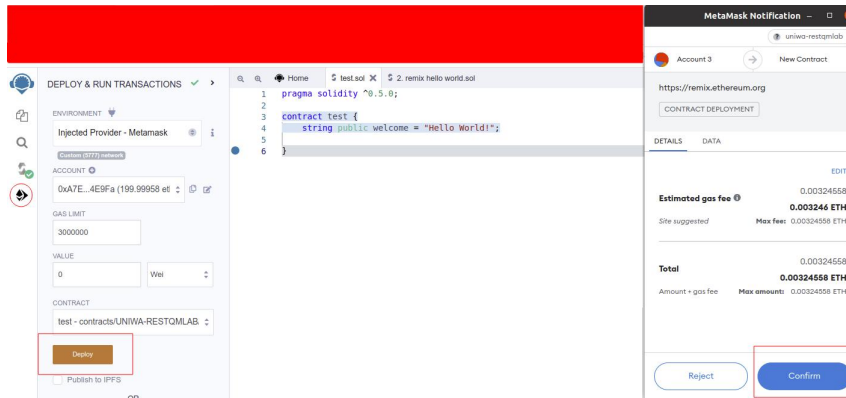 MetaMask Notification
uniwa-restqmlab
Account 3
New Contract
https://remix.ethereum.org
CONTRACT DEPLOYMENT
DETAILS DATA
EDIT
0.00324558
Estimated gas fee
0.003246 ETH
Site suggested
Max fee: 0.00324558 ETH
0.00324558
Total
0.00324558 ETH
Amount + gas fee
Max amount: 0.00324558 ETH
Reject
Confirm
DEPLOY & RUN TRANSACTIONS
ENVIRONMENT
Injected Provider - Metamask
Custom (5777) network
ACCOUNT
0xA7E...4E9Fa (199.99958 et
GAS LIMIT
3000000
VALUE
0
Wei
CONTRACT
test - contracts/UNIWA-RESTQMLAB
Deploy
Publish to IPFS
OR
Home
test.sol
2. remix hello world.sol
1 pragma solidity ^0.5.0;
2
3 contract test {
4 string public welcome = "Hello World!";
5
6 }